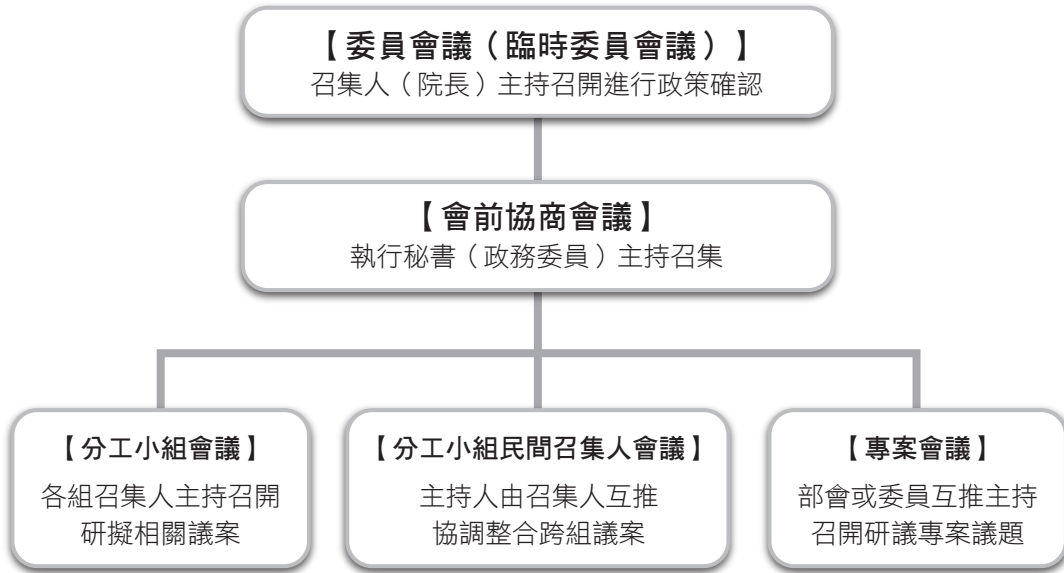 【委員會議（臨時委員會議）】
召集人（院長）主持召開進行政策確認
【會前協商會議】
執行秘書（政務委員）主持召集
【分工小組會議】
各組召集人主持召開
研擬相關議案
【分工小組民間召集人會議】
主持人由召集人互推
協調整合跨組議案
【專案會議】
部會或委員互推主持
召開研議專案議題